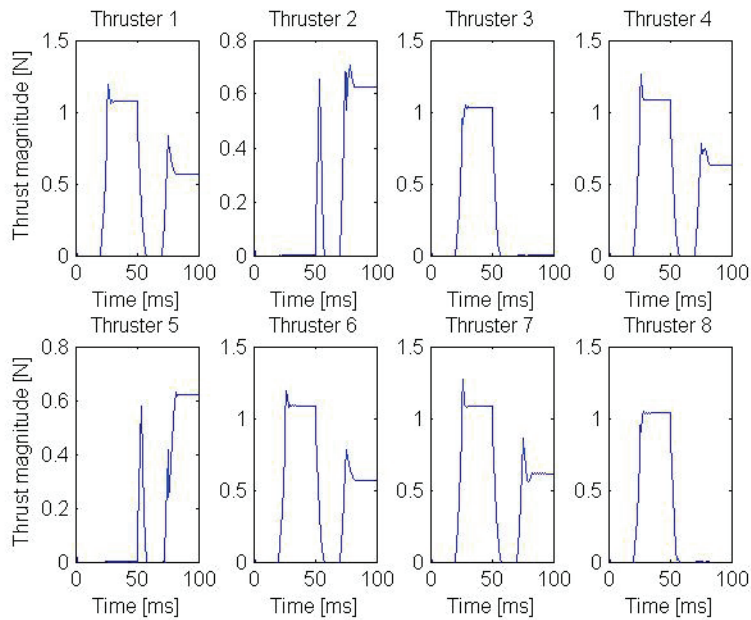 Thruster 1
Thruster 2
Thruster 3
Thruster 4
Thrust magnitude [N]
1.5
1
0.5
0
0.8
0.6
0.4
0.2
0
1.5
1
0.5
0
1.5
1
0.5
0
0 50 100
0 50 100
0 50 100
0 50 100
Time [ms]
Time [ms]
Time [ms]
Time [ms]
Thruster 5
Thruster 6
Thruster 7
Thruster 8
Thrust magnitude [N]
0.8
0.6
0.4
0.2
0
1.5
1
0.5
0
1.5
1
0.5
0
1.5
1
0.5
0
0 50 100
0 50 100
0 50 100
0 50 100
Time [ms]
Time [ms]
Time [ms]
Time [ms]